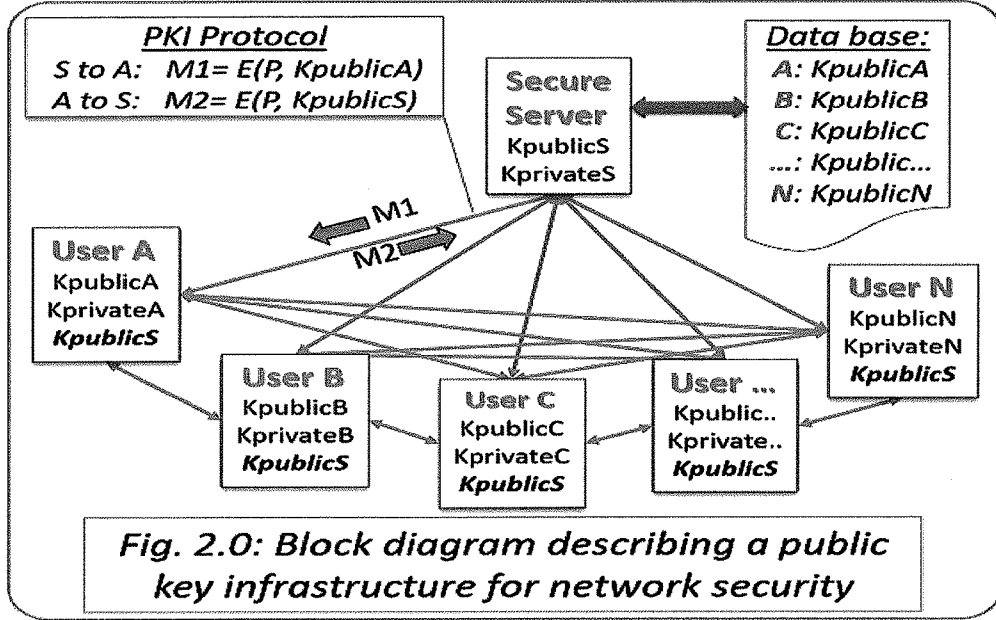 PKI Protocol
S to A: M1= E(P, KpublicA)
A to S: M2= E(P, KpublicS)
Secure
Server
KpublicS
KprivateS
Data base:
A: KpublicA
B: KpublicB
C: KpublicC
...: Kpublic...
N: KpublicN
M1
M2
User A
KpublicA
KprivateA
KpublicS
User B
KpublicB
KprivateB
KpublicS
User C
KpublicC
KprivateC
KpublicS
User ...
Kpublic..
Kprivate..
KpublicS
User N
KpublicN
KprivateN
KpublicS
Fig. 2.0: Block diagram describing a public
key infrastructure for network security